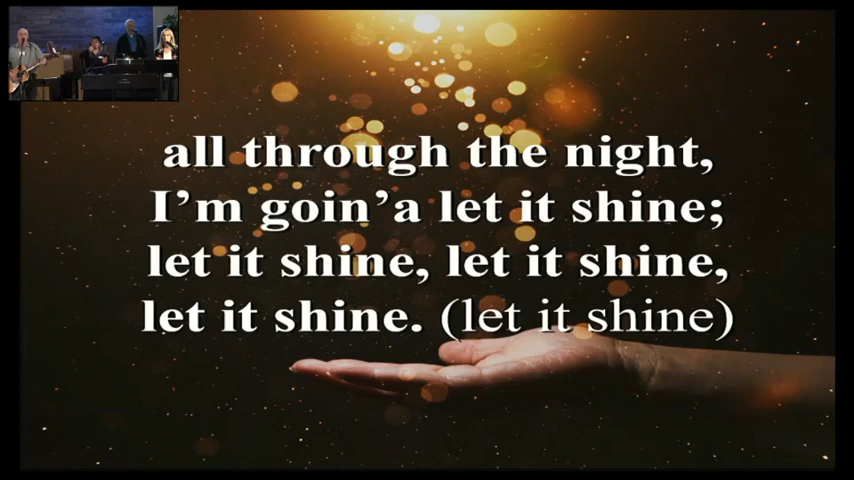 all through the night,
I'm goin'a let it shine;
let it shine, let it shine,
let it shine. (let it shine)